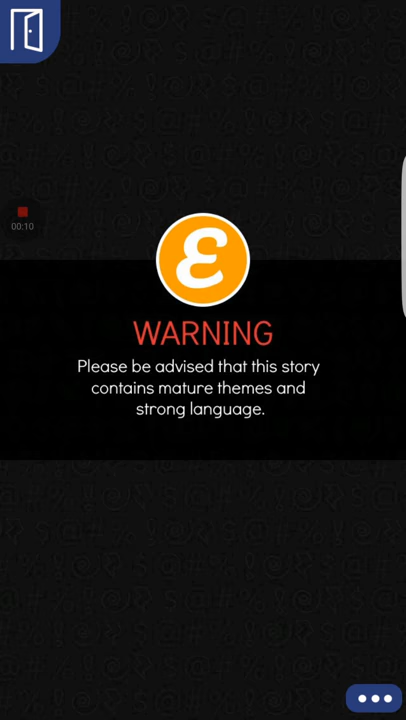 00:10
ε
WARNING
Please be advised that this story
contains mature themes and
strong language.